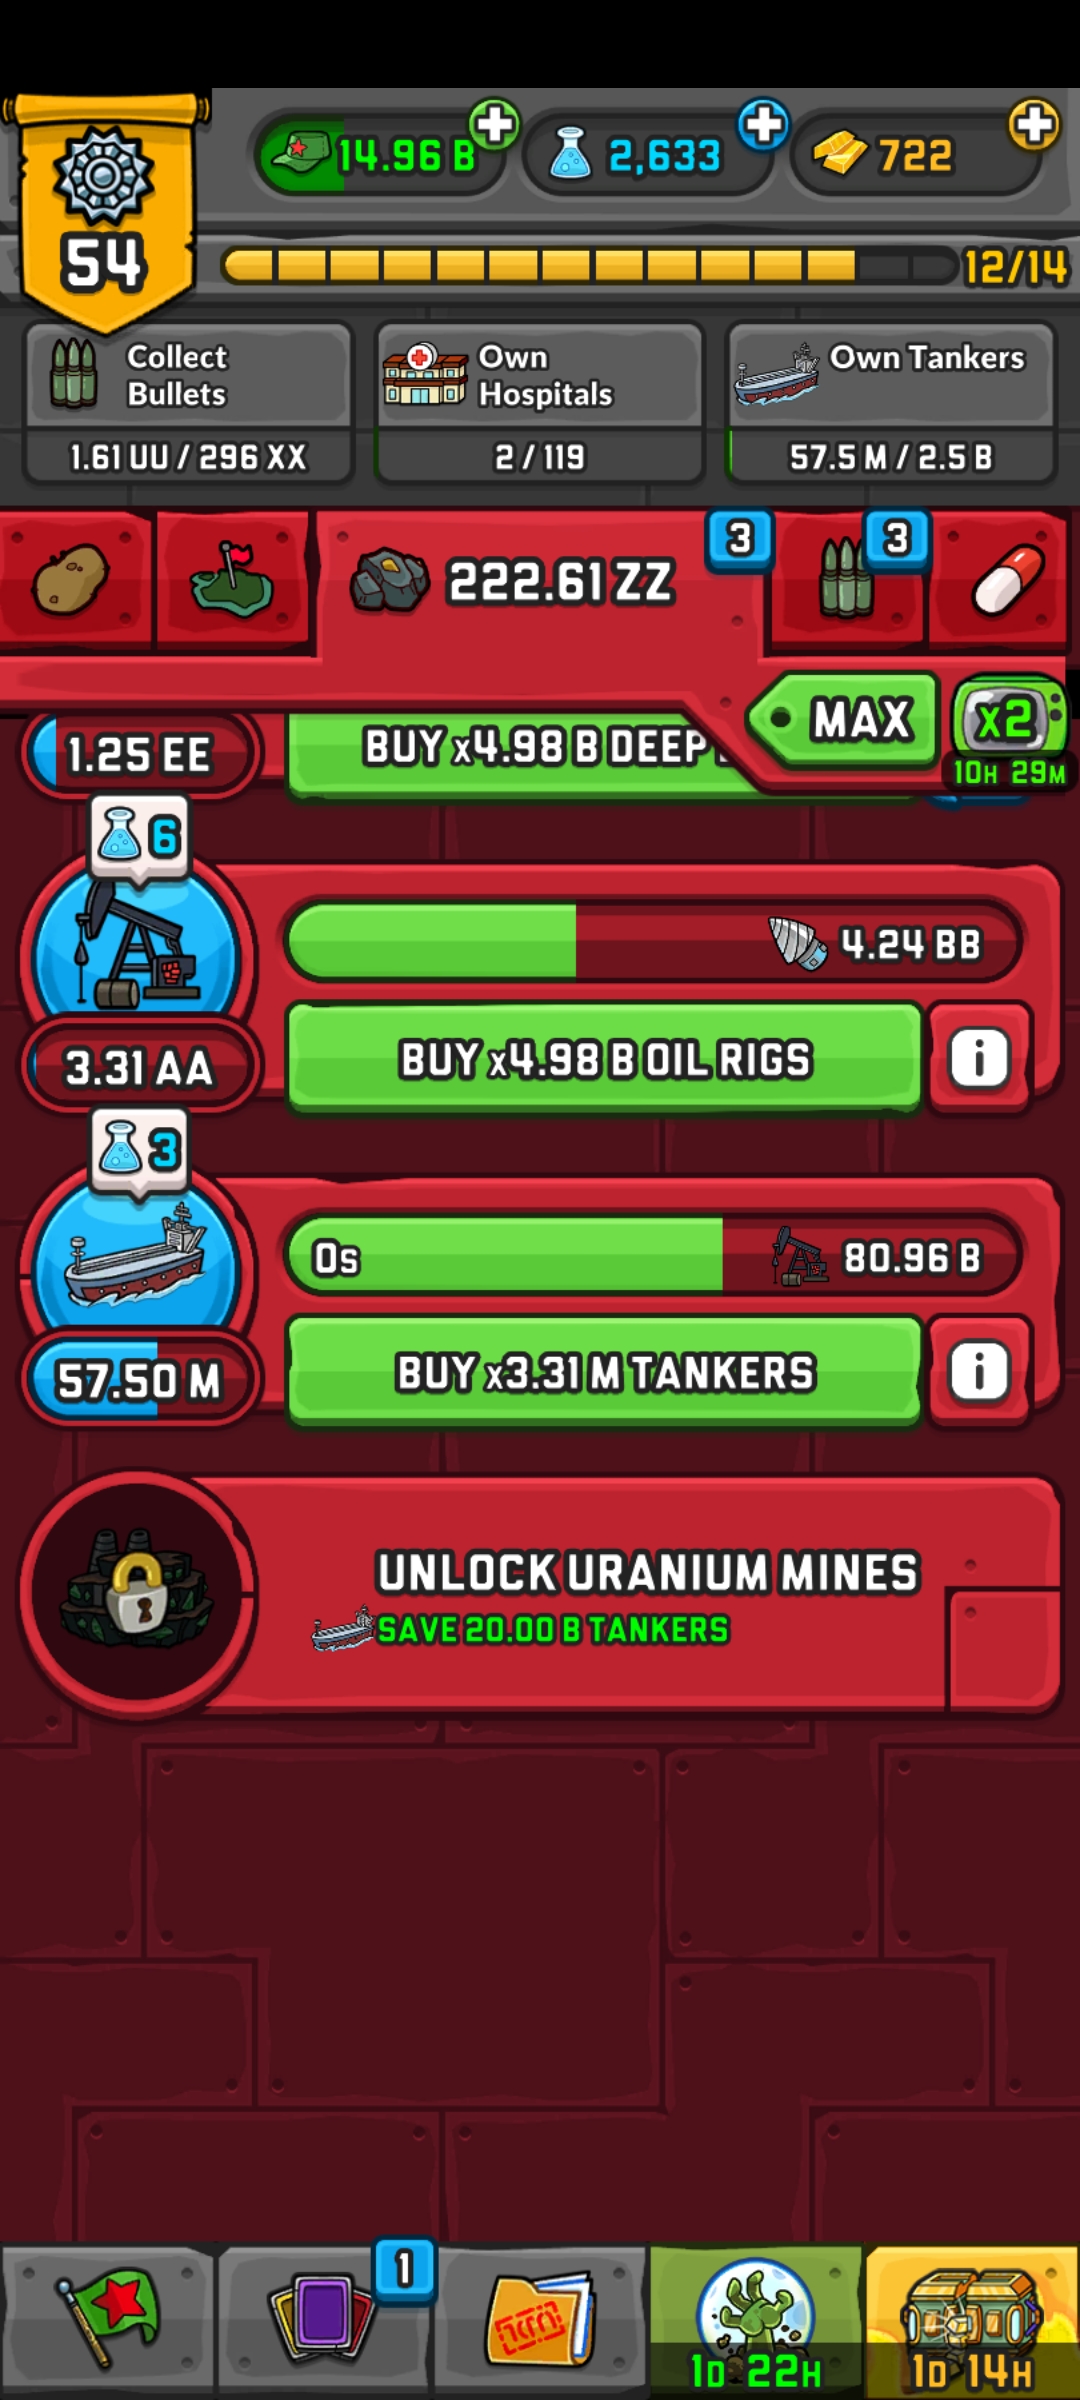 14.96 B
2,633
722
54
12/14
Collect
Bullets
1.61 UU / 296 XX
Own
Hospitals
2 / 119
Own Tankers
57.5 M / 2.5 B
222.61 ZZ
3
3
MAX
x2
10H 29M
1.25 EE
BUY x4.98 B DEEP
6
4.24 BB
3.31 AA
BUY x4.98 B OIL RIGS
i
3
0s
80.96 B
57.50 M
BUY x3.31 M TANKERS
i
UNLOCK URANIUM MINES
SAVE 20.00 B TANKERS
1
1D 22H
1D 14H